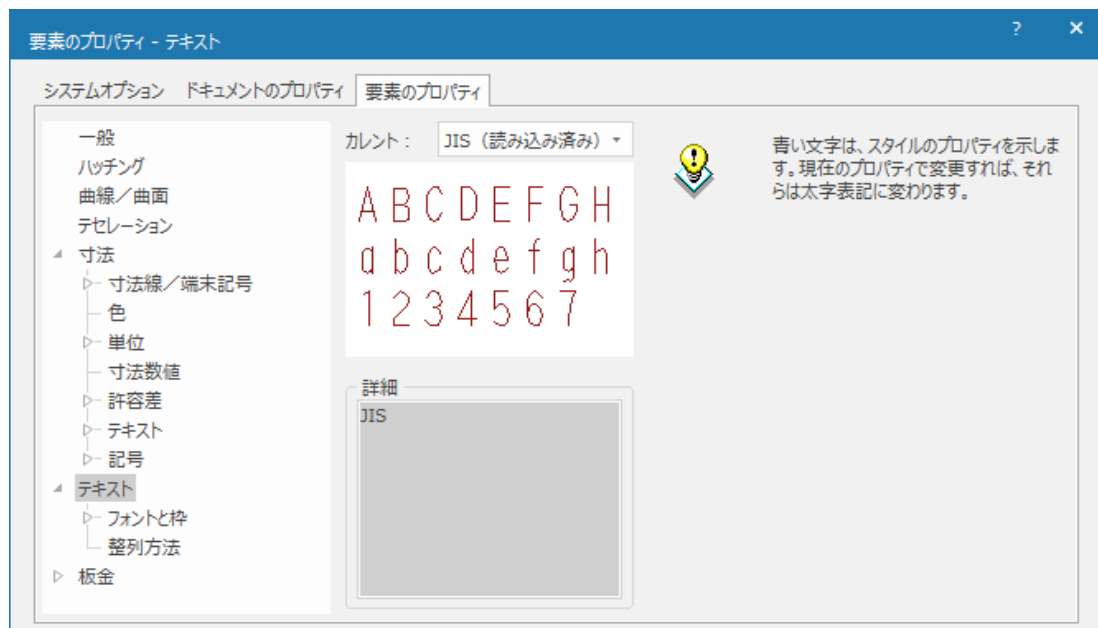 要素のプロパティ - テキスト
? ×
システムオプション ドキュメントのプロパティ 要素のプロパティ
一般
ハッチング
曲線／曲面
テセレーション
寸法
寸法線／端末記号
色
単位
寸法数値
許容差
テキスト
記号
テキスト
フォントと枠
整列方法
板金
カレント： JIS（読み込み済み）
A B C D E F G H
a b c d e f g h
1 2 3 4 5 6 7
詳細
JIS
青い文字は、スタイルのプロパティを示しま
す。現在のプロパティで変更すれば、それ
らは太字表記に変わります。